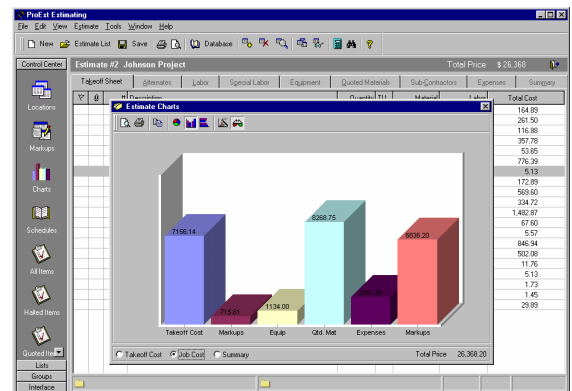 ProEst Estimating
File Edit View Estimate Tools Window Help
New Estimate List Save Database
Control Center Estimate #2 Johnson Project Total Price $ 26,368
Takeoff Sheet Alternates Labor Special Labor Equipment Quoted Materials Sub-Contractors Expenses Summary
# Description Quantity TU Material Labor Total Cost
Estimate Charts
Locations
Markups
Charts
Schedules
All Items
Halted Items
Quoted
Lists
Groups
Interface
164.89
261.50
116.88
357.78
53.65
776.39
5.13
172.89
569.60
334.72
1,482.87
67.60
5.57
846.94
502.08
11.76
5.13
1.73
1.45
29.89
7156.14
715.61
1134.00
8268.75
6836.20
Takeoff Cost Markups Equip Qtd. Mat Expenses Markups
Takeoff Cost Job Cost Summary Total Price 26,368.20